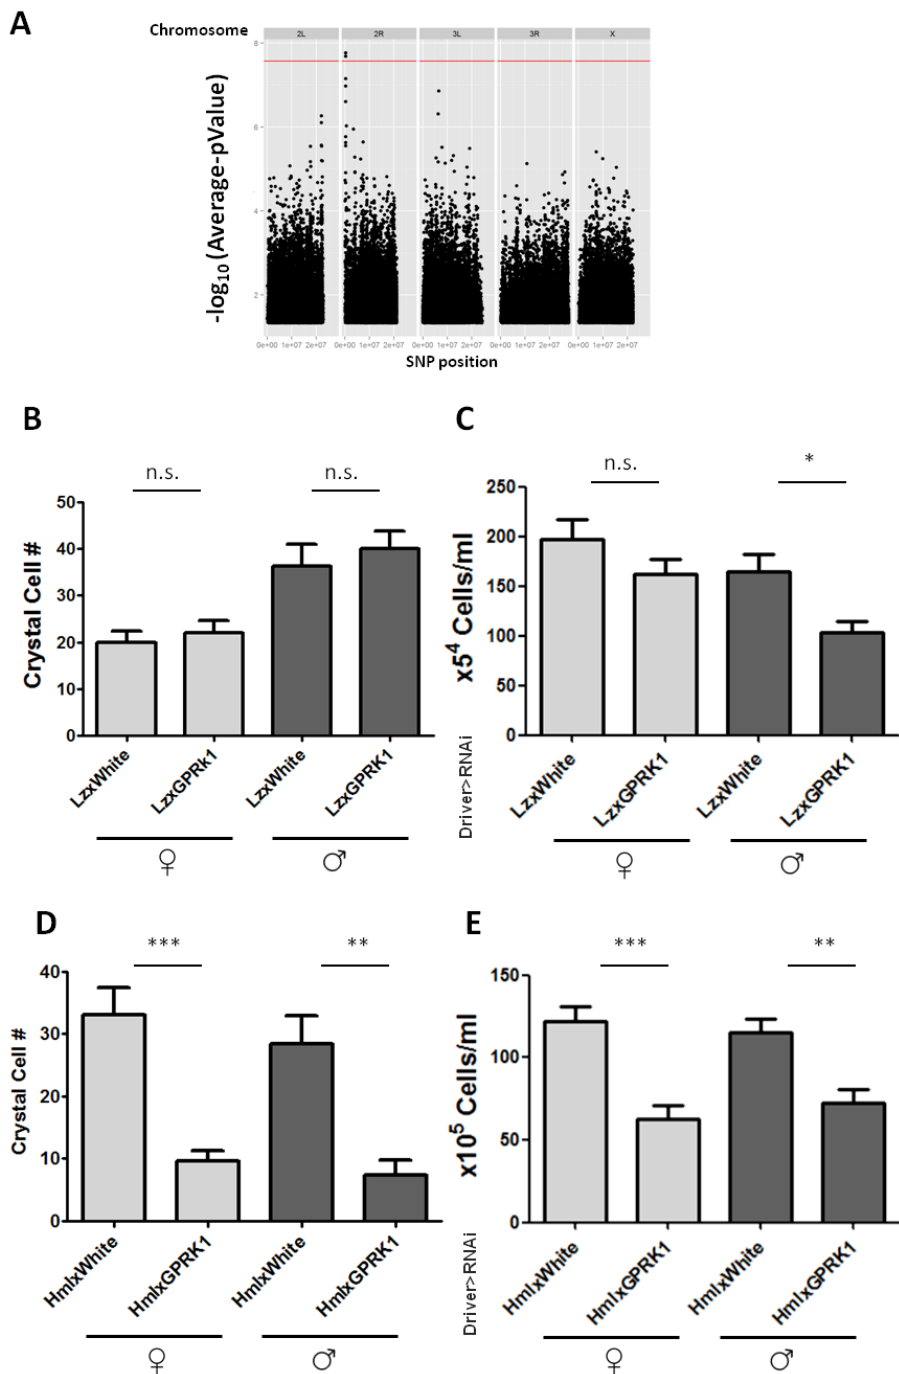 A
Chromosome
2L 2R 3L 3R X
-log10 (Average-pValue)
8
6
4
2
0e+00 1e+07 2e+07 0e+00 1e+07 2e+07 0e+00 1e+07 2e+07 0e+00 1e+07 2e+07 0e+00 1e+07 2e+07
SNP position
B
n.s. n.s.
Crystal Cell #
50
40
30
20
10
0
LzxWhite LzxGPRK1 LzxWhite LzxGPRK1
♀ ♂
C
n.s. *
x5⁴ Cells/ml
250
200
150
100
50
0
Driver>RNAi
LzxWhite LzxGPRK1 LzxWhite LzxGPRK1
♀ ♂
D
*** **
Crystal Cell #
40
30
20
10
0
HmlxWhite HmlxGPRK1 HmlxWhite HmlxGPRK1
♀ ♂
E
*** **
x10⁵ Cells/ml
150
100
50
0
Driver>RNAi
HmlxWhite HmlxGPRK1 HmlxWhite HmlxGPRK1
♀ ♂